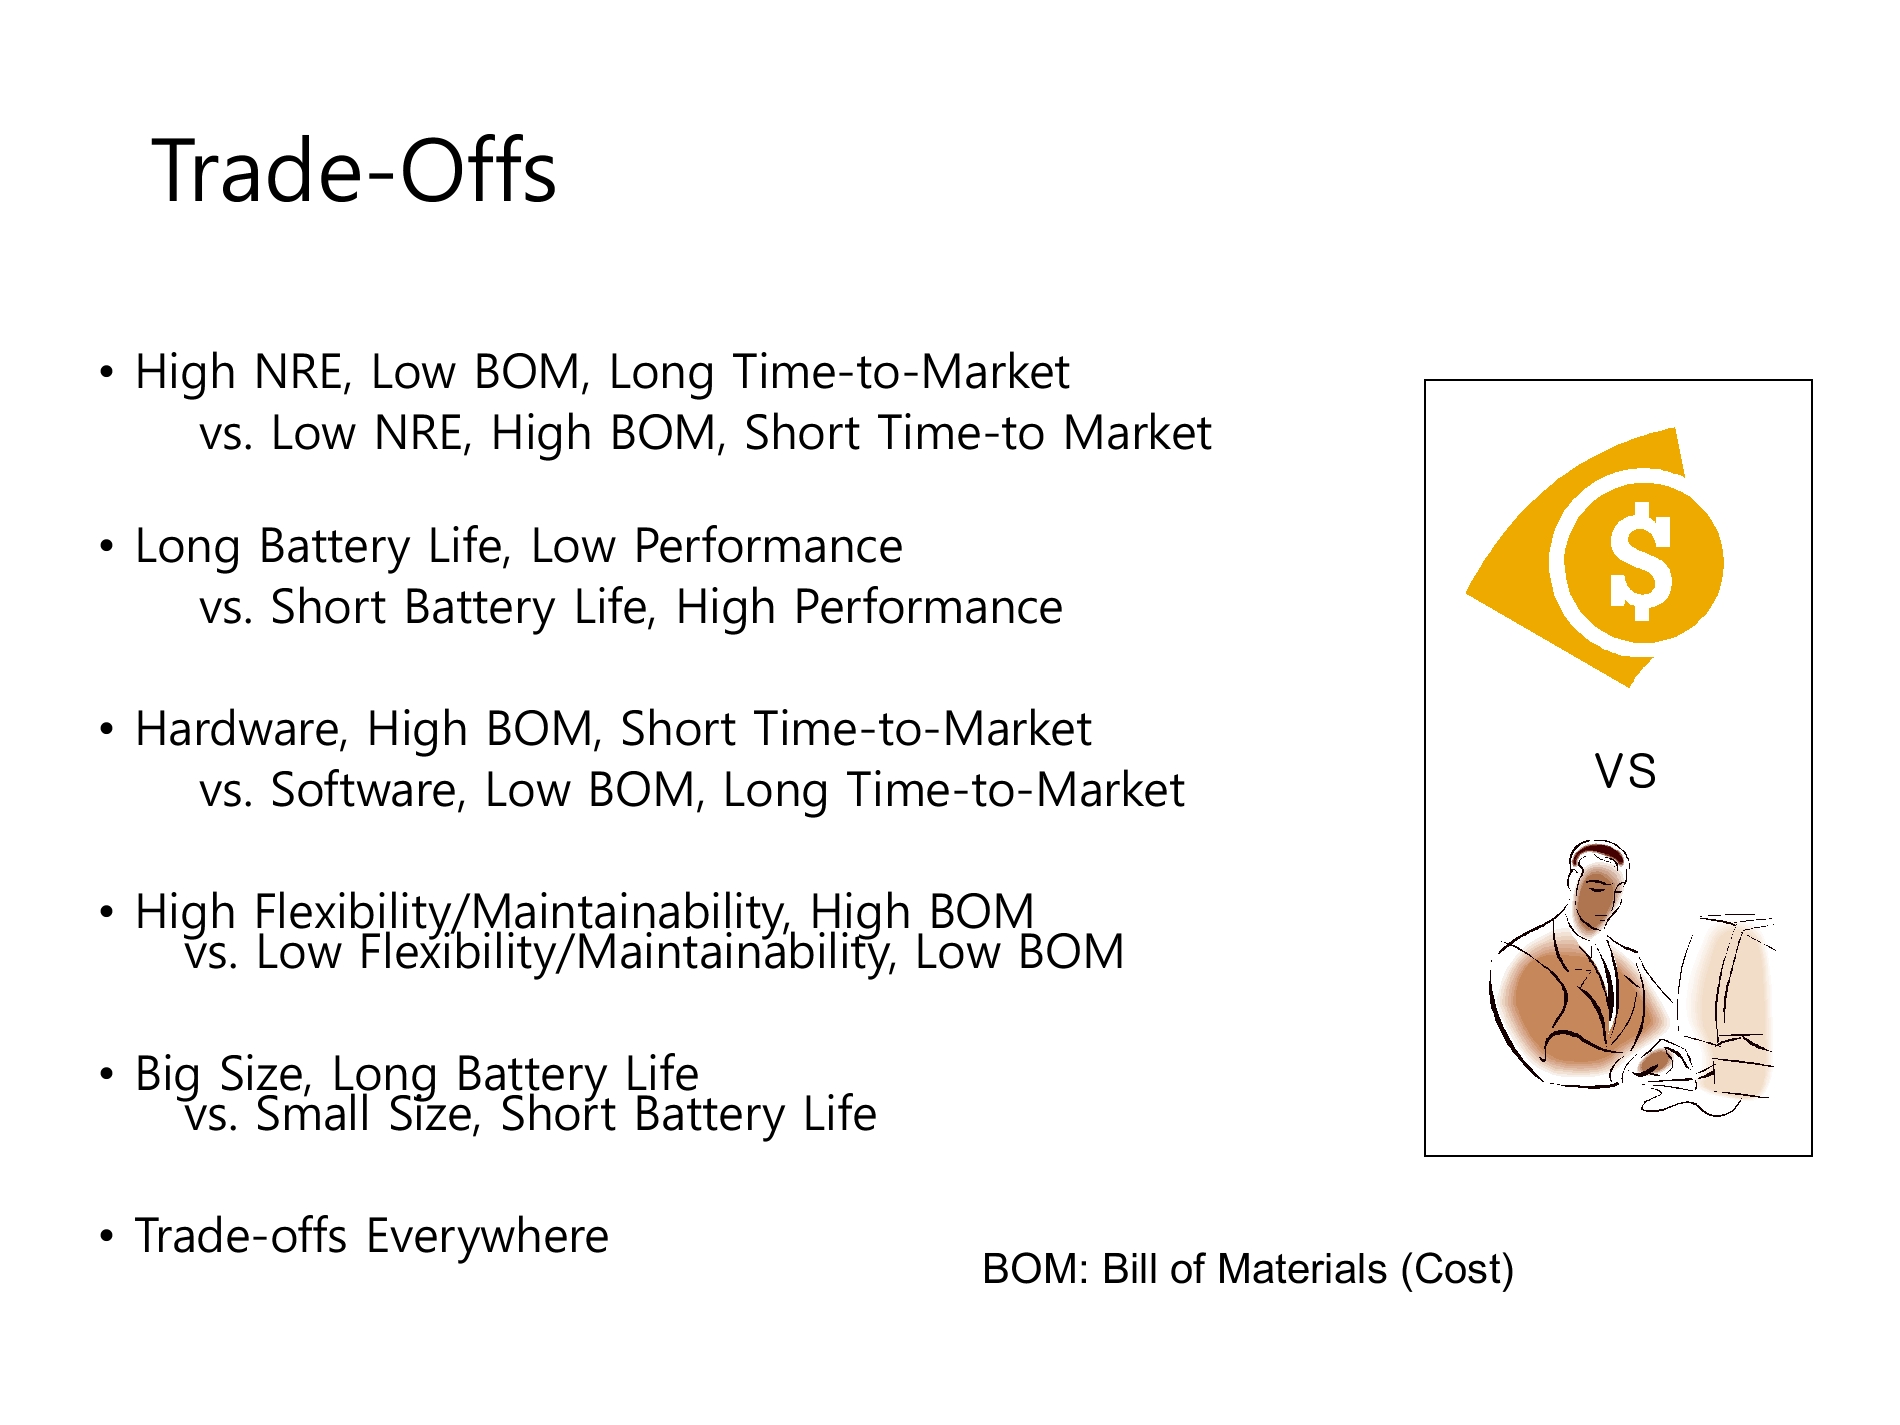 Trade-Offs
• High NRE, Low BOM, Long Time-to-Market
vs. Low NRE, High BOM, Short Time-to Market
• Long Battery Life, Low Performance
vs. Short Battery Life, High Performance
• Hardware, High BOM, Short Time-to-Market
vs. Software, Low BOM, Long Time-to-Market
• High Flexibility/Maintainability, High BOM
vs. Low Flexibility/Maintainability, Low BOM
• Big Size, Long Battery Life
vs. Small Size, Short Battery Life
• Trade-offs Everywhere
$
vs
BOM: Bill of Materials (Cost)